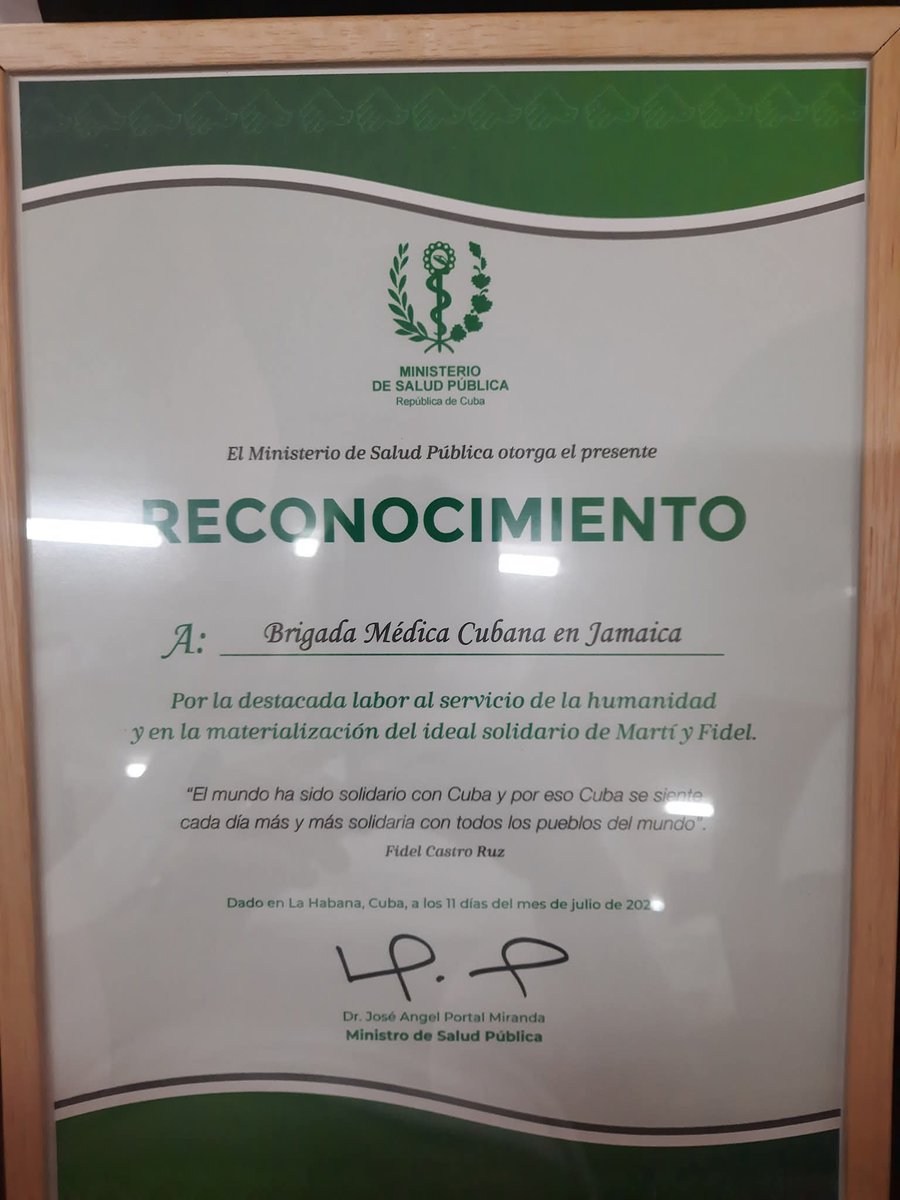 MINISTERIO
DE SALUD PÚBLICA
República de Cuba
El Ministerio de Salud Pública otorga el presente
RECONOCIMIENTO
A: Brigada Médica Cubana en Jamaica
Por la destacada labor al servicio de la humanidad
y en la materialización del ideal solidario de Martí y Fidel.
“El mundo ha sido solidario con Cuba y por eso Cuba se siente
cada día más y más solidaria con todos los pueblos del mundo”.
Fidel Castro Ruz
Dado en La Habana, Cuba, a los 11 días del mes de julio de
Dr. José Angel Portal Miranda
Ministro de Salud Pública